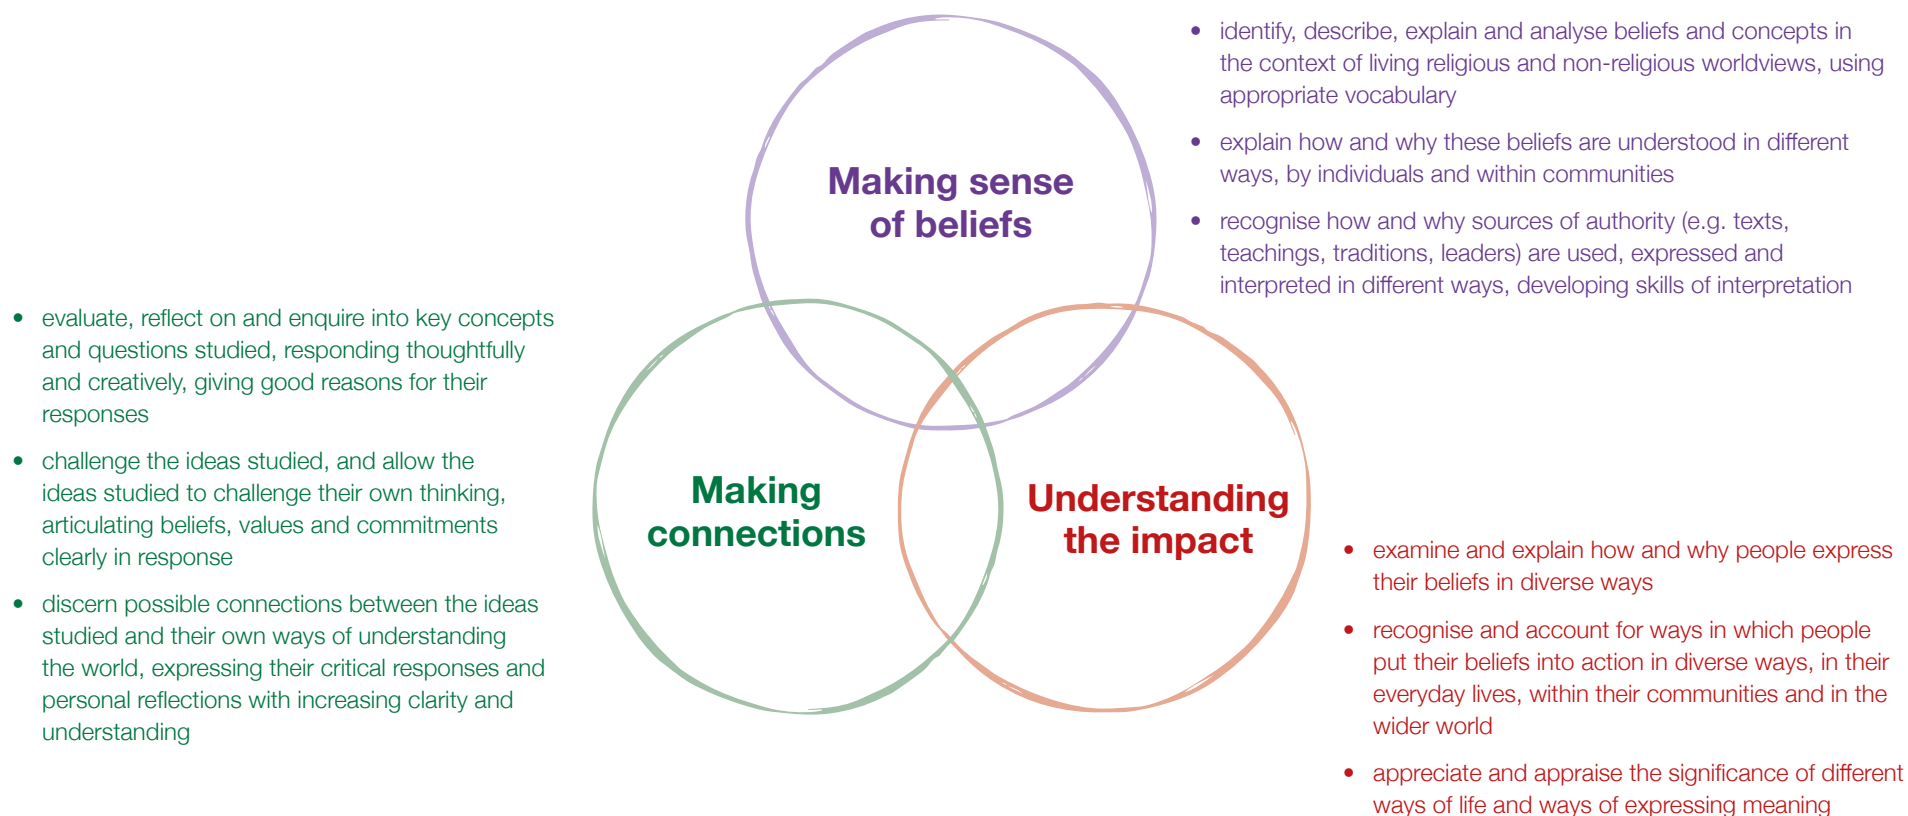 • identify, describe, explain and analyse beliefs and concepts in
the context of living religious and non-religious worldviews, using
appropriate vocabulary
• explain how and why these beliefs are understood in different
ways, by individuals and within communities
• recognise how and why sources of authority (e.g. texts,
teachings, traditions, leaders) are used, expressed and
interpreted in different ways, developing skills of interpretation
Making sense
of beliefs
• evaluate, reflect on and enquire into key concepts
and questions studied, responding thoughtfully
and creatively, giving good reasons for their
responses
• challenge the ideas studied, and allow the
ideas studied to challenge their own thinking,
articulating beliefs, values and commitments
clearly in response
• discern possible connections between the ideas
studied and their own ways of understanding
the world, expressing their critical responses and
personal reflections with increasing clarity and
understanding
Making
connections
Understanding
the impact
• examine and explain how and why people express
their beliefs in diverse ways
• recognise and account for ways in which people
put their beliefs into action in diverse ways, in their
everyday lives, within their communities and in the
wider world
• appreciate and appraise the significance of different
ways of life and ways of expressing meaning